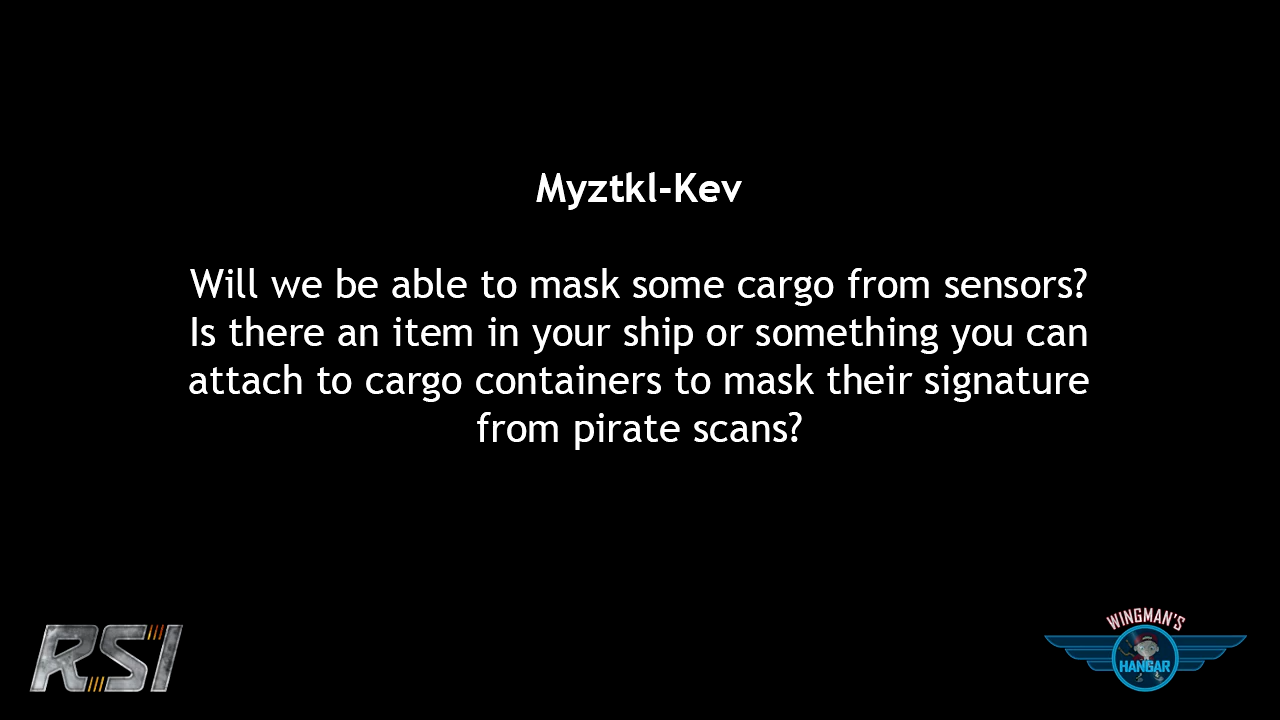 Myztkl-Kev
Will we be able to mask some cargo from sensors?
Is there an item in your ship or something you can
attach to cargo containers to mask their signature
from pirate scans?
RSI
WINGMAN'S
HANGAR